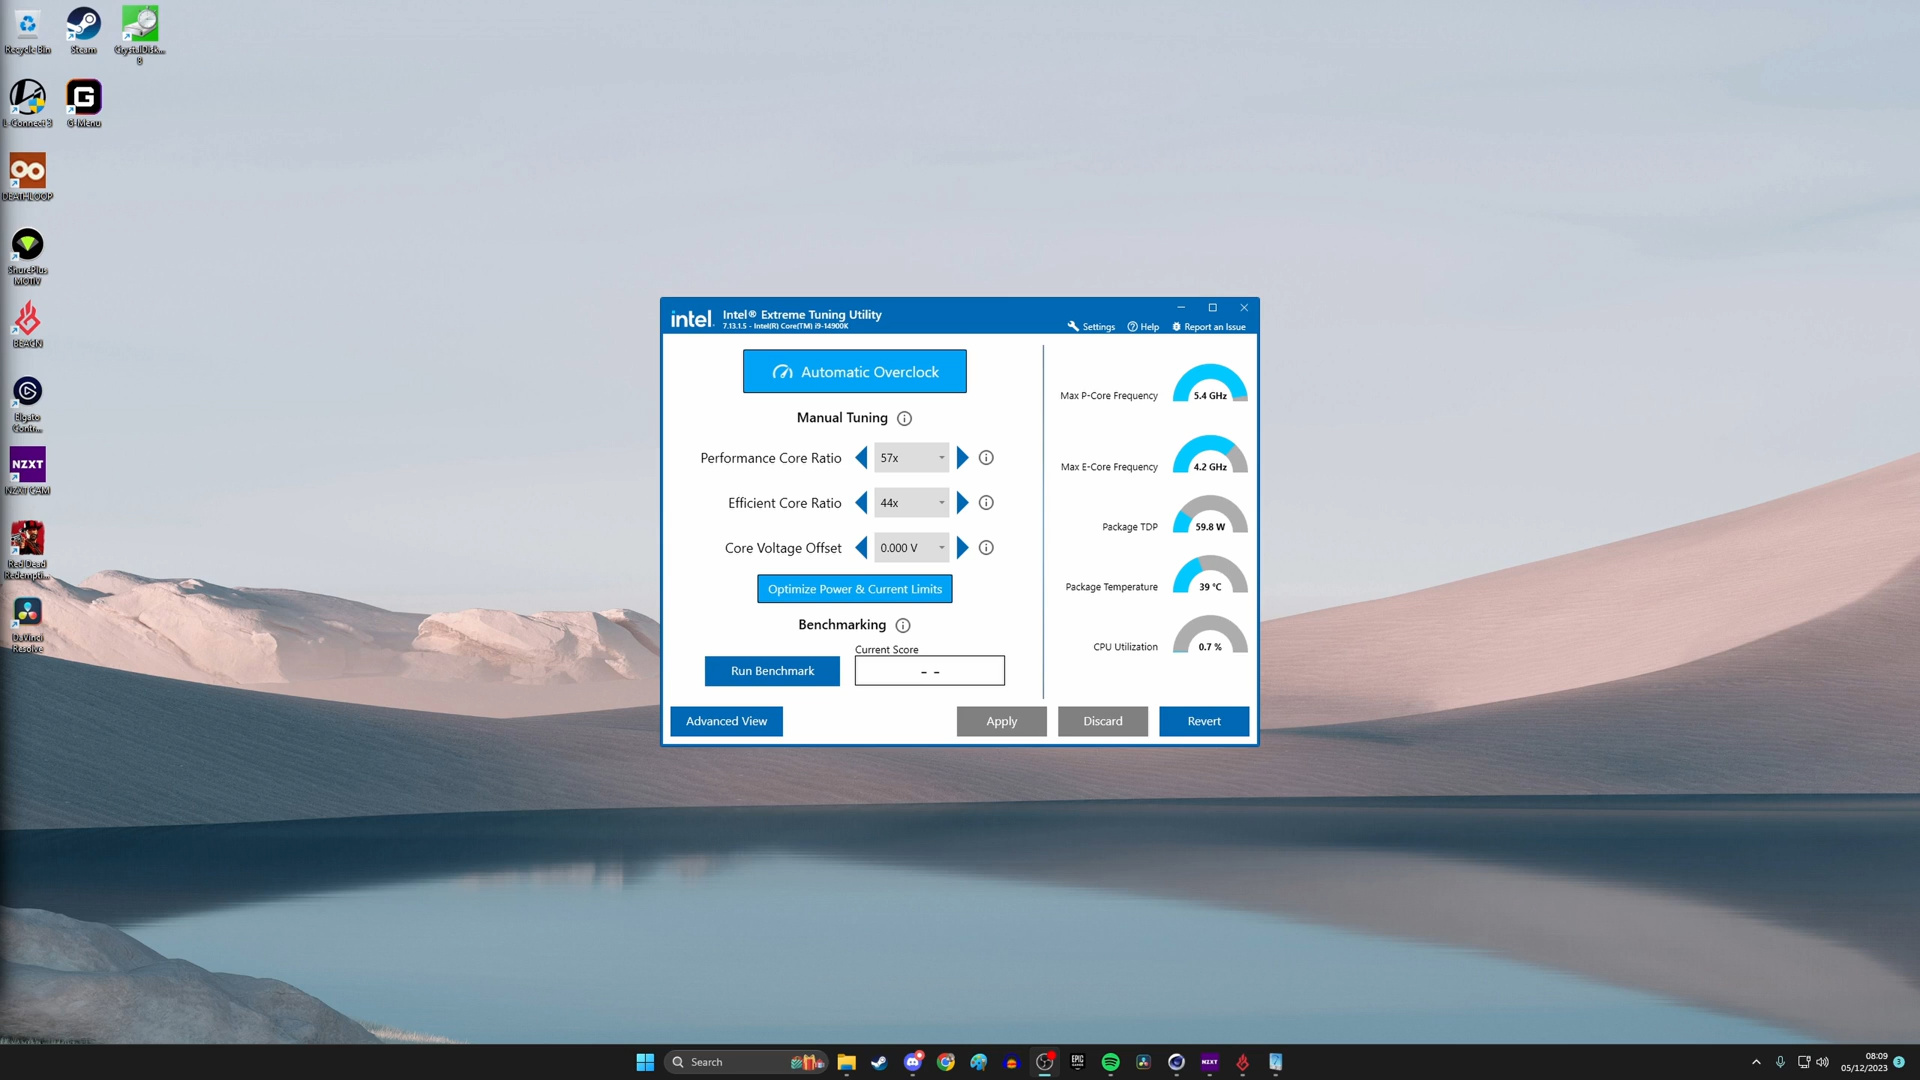 Recycle Bin
Steam
CrystalDisk...
8
L-Connect 3
G
G-Menu
DEATHLOOP
ShurePlus
MOTIV
BEACN
Elgato
Contr...
NZXT
NZXT CAM
Red Dead
Redempti...
DaVinci
Resolve
intel.
Intel® Extreme Tuning Utility
7.13.1.5 - Intel(R) Core(TM) i9-14900K
Settings
Help
Report an Issue
Automatic Overclock
Manual Tuning
Performance Core Ratio
57x
Efficient Core Ratio
44x
Core Voltage Offset
0.000 V
Optimize Power & Current Limits
Benchmarking
Current Score
Run Benchmark
- -
Max P-Core Frequency
5.4 GHz
Max E-Core Frequency
4.2 GHz
Package TDP
59.8 W
Package Temperature
39 °C
CPU Utilization
0.7 %
Advanced View
Apply
Discard
Revert
Search
EPIC
NZXT
08:09
05/12/2023
3